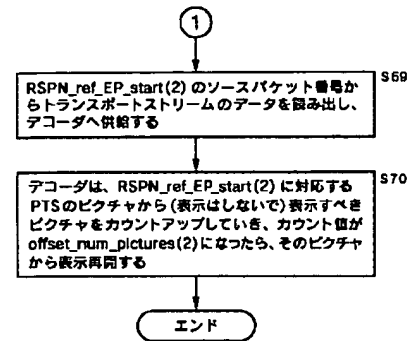 1
RSPN_ref_EP_start(2) のソースパケット番号か
らトランスポートストリームのデータを読み出し、
デコーダへ供給する
S69
デコーダは、RSPN_ref_EP_start(2) に対応する
PTSのピクチャから(表示はしないで)表示すべき
ピクチャをカウントアップしていき、カウント値が
offset_num_pictures(2)になったら、そのピクチャ
から表示再開する
S70
エンド